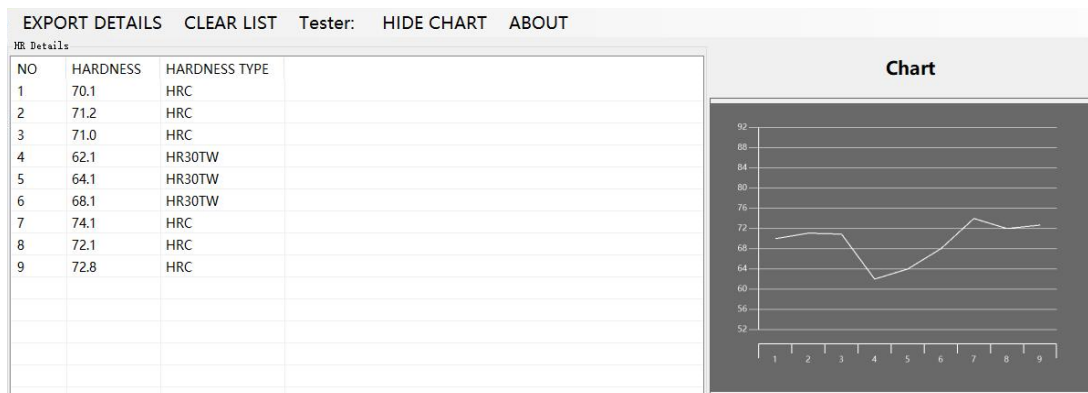 EXPORT DETAILS CLEAR LIST Tester: HIDE CHART ABOUT
HR Details
NO HARDNESS HARDNESS TYPE
1 70.1 HRC
2 71.2 HRC
3 71.0 HRC
4 62.1 HR30TW
5 64.1 HR30TW
6 68.1 HR30TW
7 74.1 HRC
8 72.1 HRC
9 72.8 HRC
Chart
92
88
84
80
76
72
68
64
60
56
52
1 2 3 4 5 6 7 8 9